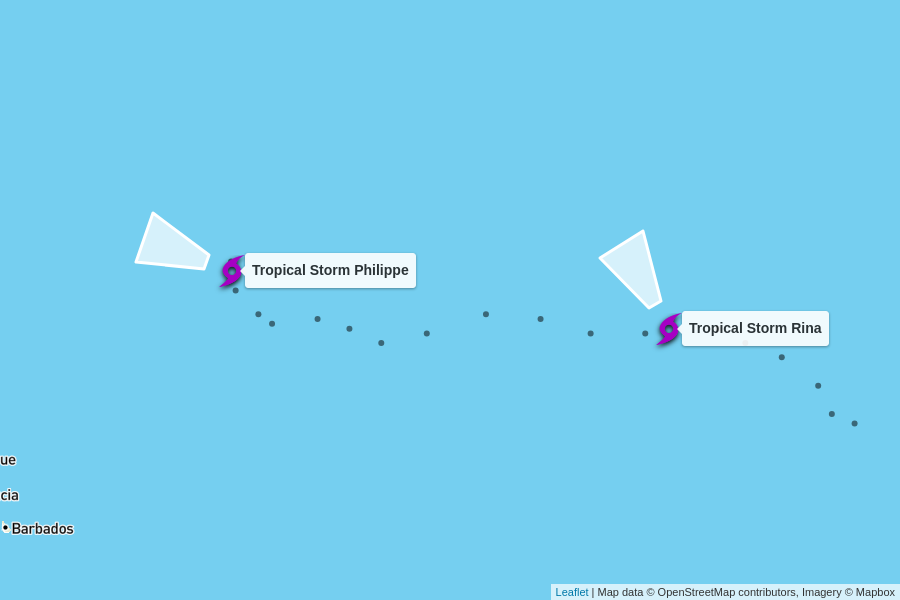 Tropical Storm Philippe
Tropical Storm Rina
ue
cia
Barbados
Leaflet | Map data © OpenStreetMap contributors, Imagery © Mapbox